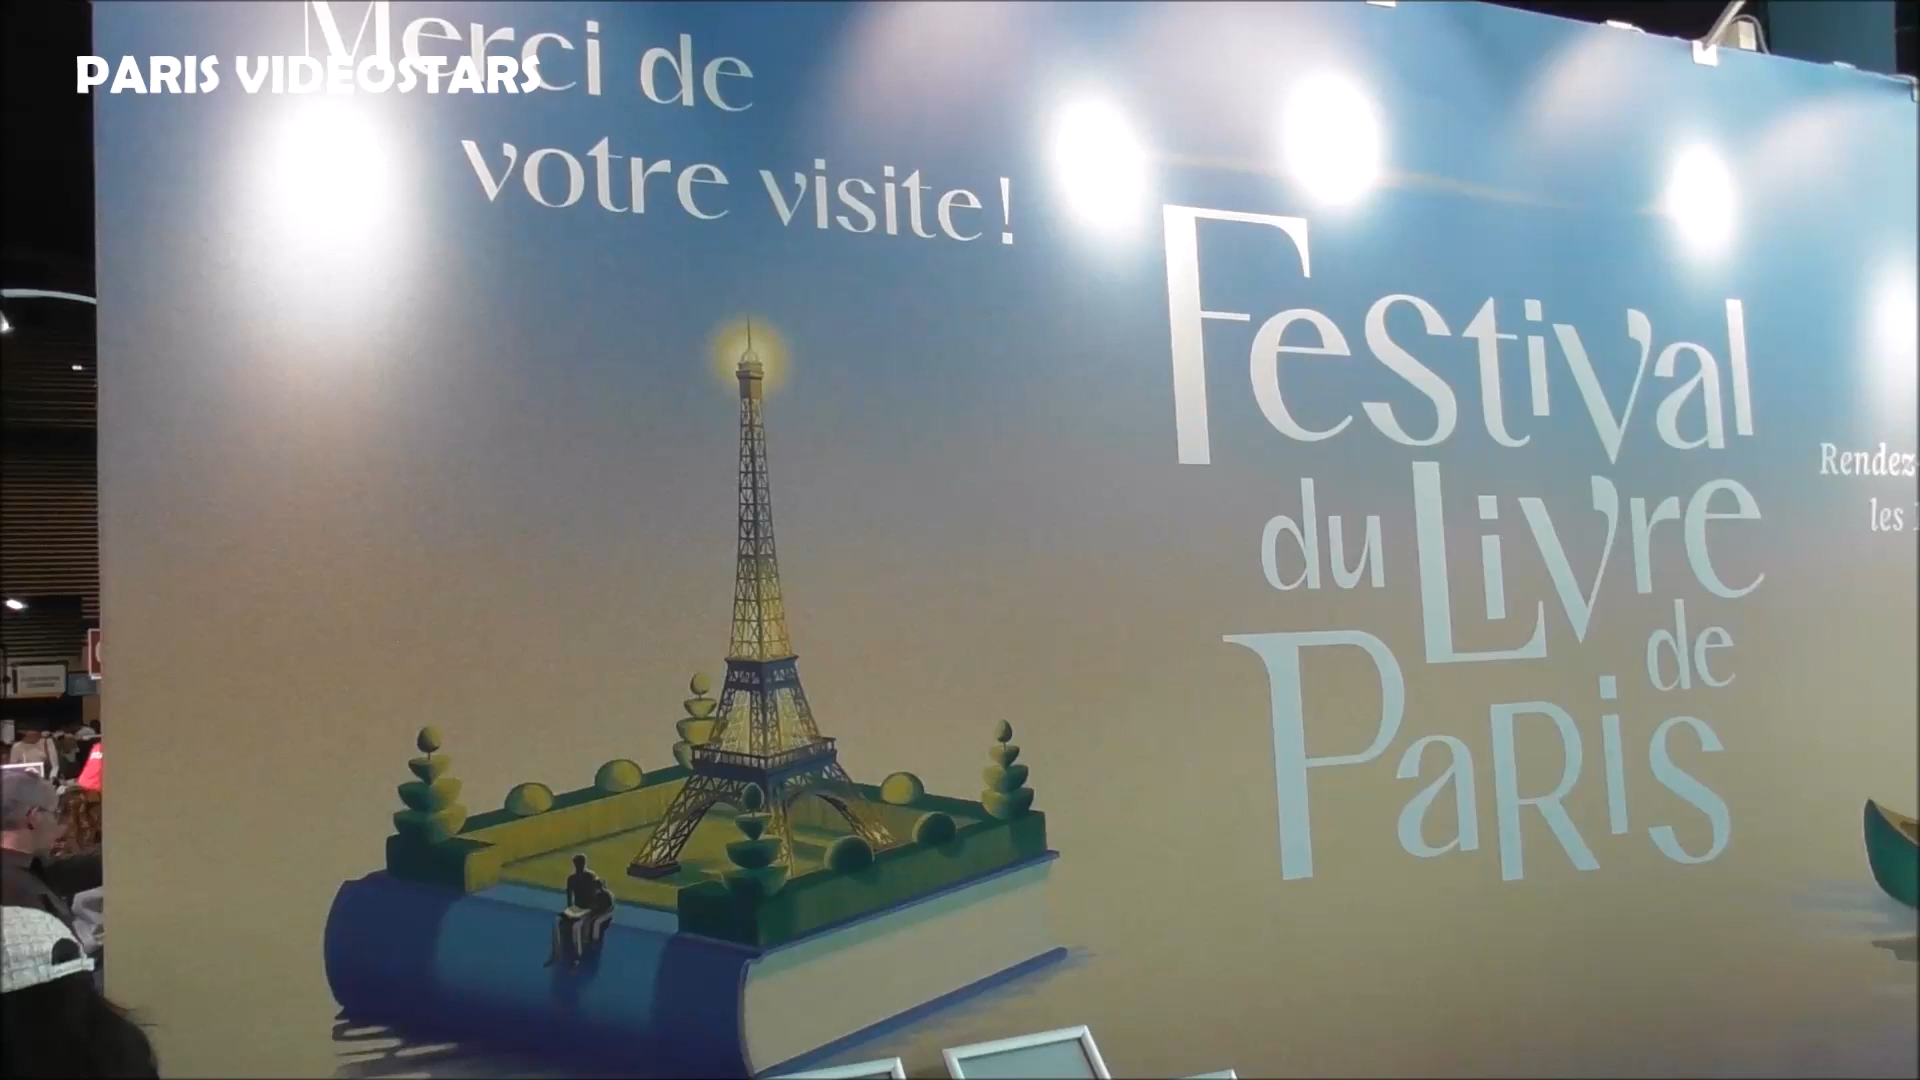 PARIS VIDEOSTARS
Merci de
votre visite !
Festival
du Livre
de
Paris
Rendez-
les